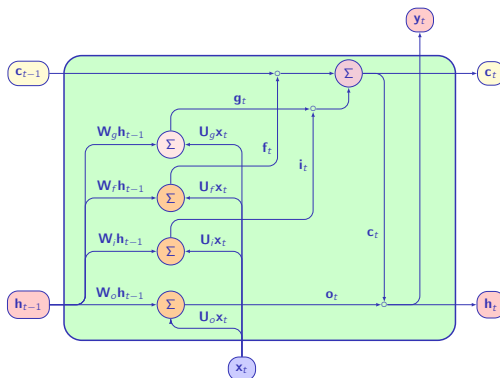 y_t
c_{t−1}
Σ
c_t
g_t
W_g h_{t−1}
U_g x_t
Σ
f_t
i_t
W_f h_{t−1}
U_f x_t
Σ
c_t
W_i h_{t−1}
U_i x_t
Σ
h_{t−1}
W_o h_{t−1}
Σ
o_t
h_t
U_o x_t
x_t